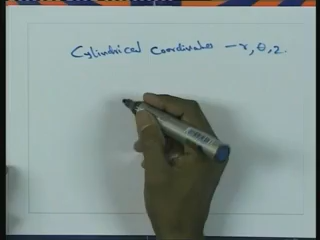 Cylindrical coordinates – r, θ, z.